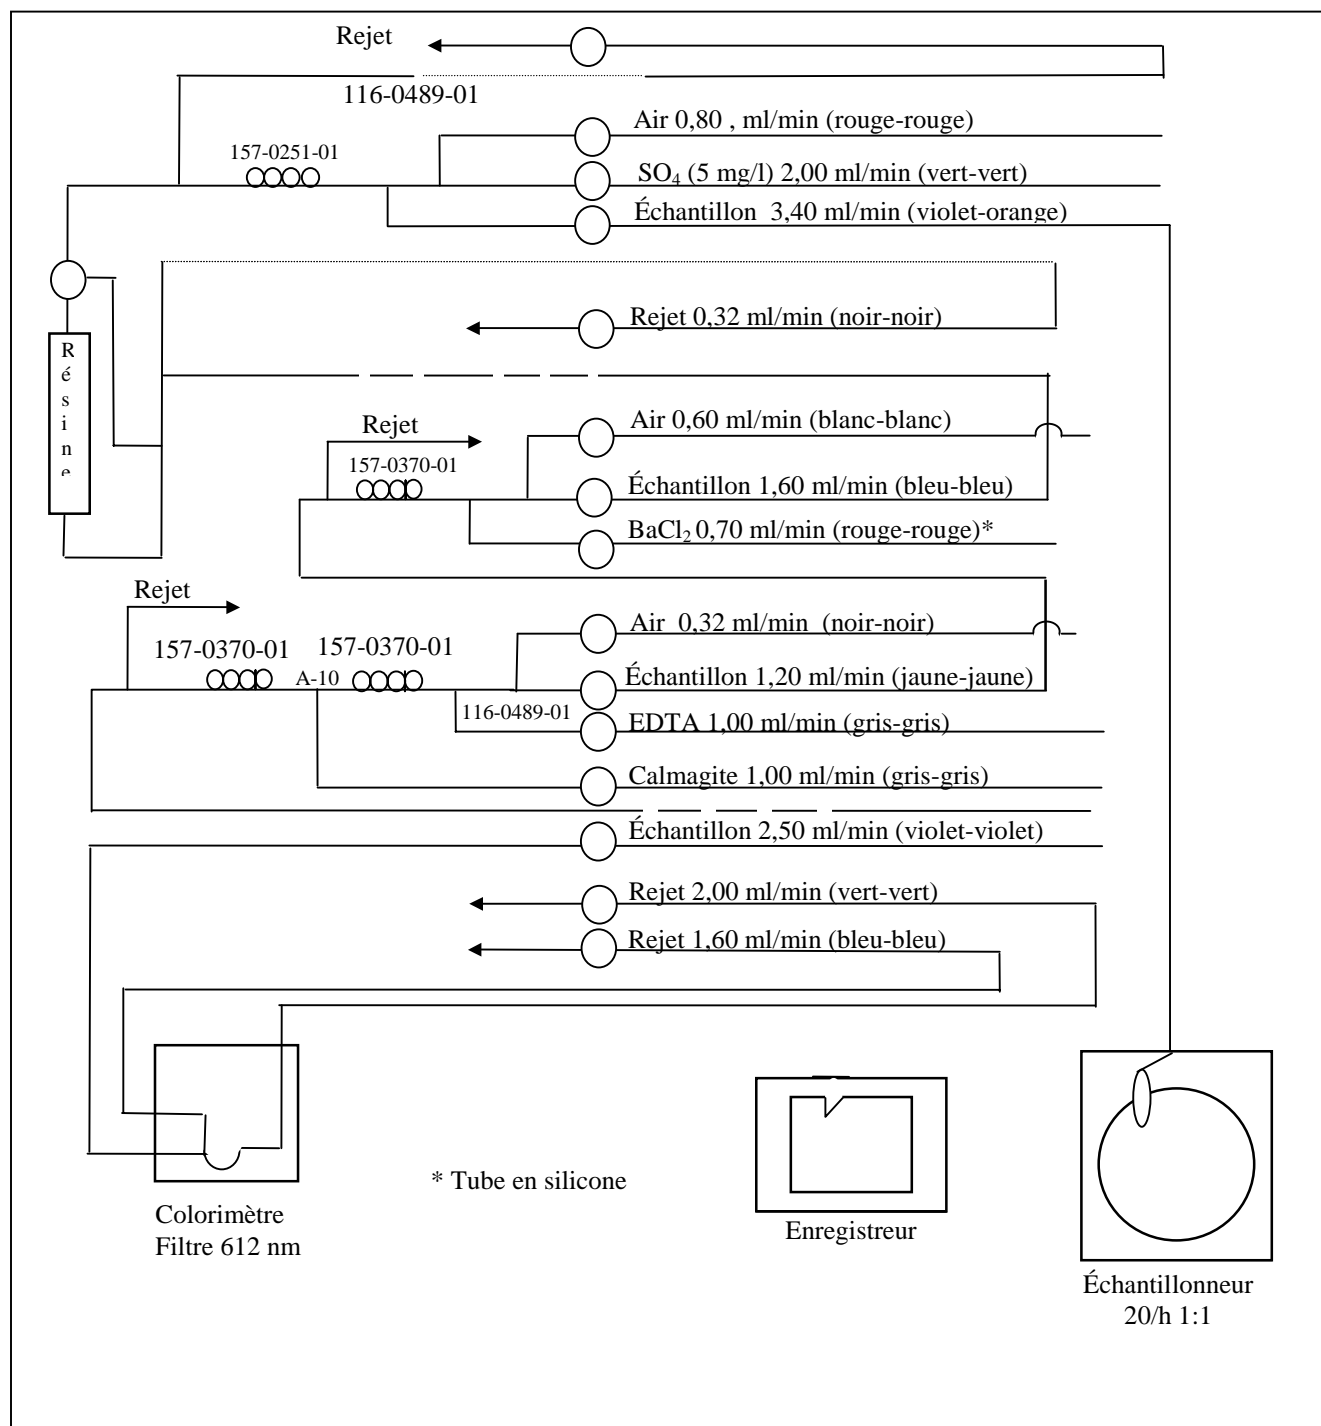 Rejet
116-0489-01
Air 0,80 , ml/min (rouge-rouge)
157-0251-01
SO₄ (5 mg/l) 2,00 ml/min (vert-vert)
Échantillon 3,40 ml/min (violet-orange)
Rejet 0,32 ml/min (noir-noir)
Résine
Air 0,60 ml/min (blanc-blanc)
Rejet
157-0370-01
Échantillon 1,60 ml/min (bleu-bleu)
BaCl₂ 0,70 ml/min (rouge-rouge)*
Rejet
Air 0,32 ml/min (noir-noir)
157-0370-01 157-0370-01
A-10
Échantillon 1,20 ml/min (jaune-jaune)
116-0489-01
EDTA 1,00 ml/min (gris-gris)
Calmagite 1,00 ml/min (gris-gris)
Échantillon 2,50 ml/min (violet-violet)
Rejet 2,00 ml/min (vert-vert)
Rejet 1,60 ml/min (bleu-bleu)
* Tube en silicone
Colorimètre
Filtre 612 nm
Enregistreur
Échantillonneur
20/h 1:1